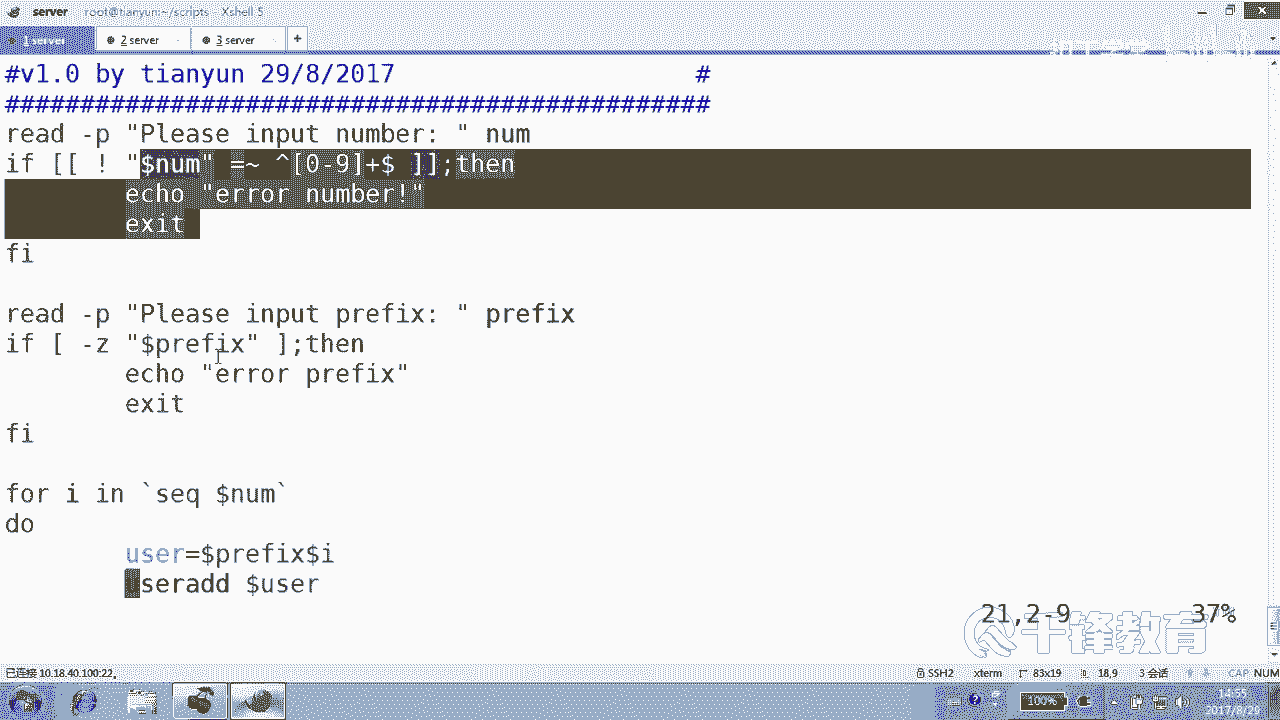 server root@tianyun:~/scripts - Xshell 5
1 server
2 server
3 server
+
#v1.0 by tianyun 29/8/2017 #
###############################################
read -p "Please input number: " num
if [[ ! "$num" =~ ^[0-9]+$ ]];then
echo "error number!"
exit
fi
read -p "Please input prefix: " prefix
if [ -z "$prefix" ];then
echo "error prefix"
exit
fi
for i in `seq $num`
do
user=$prefix$i
useradd $user
21,2-9 37%
千锋教育
已连接 10.18.40.100:22。 SSH2 xterm 83x19 18,9 3 会话 CAP NUM
100% 14:35
2017/8/29